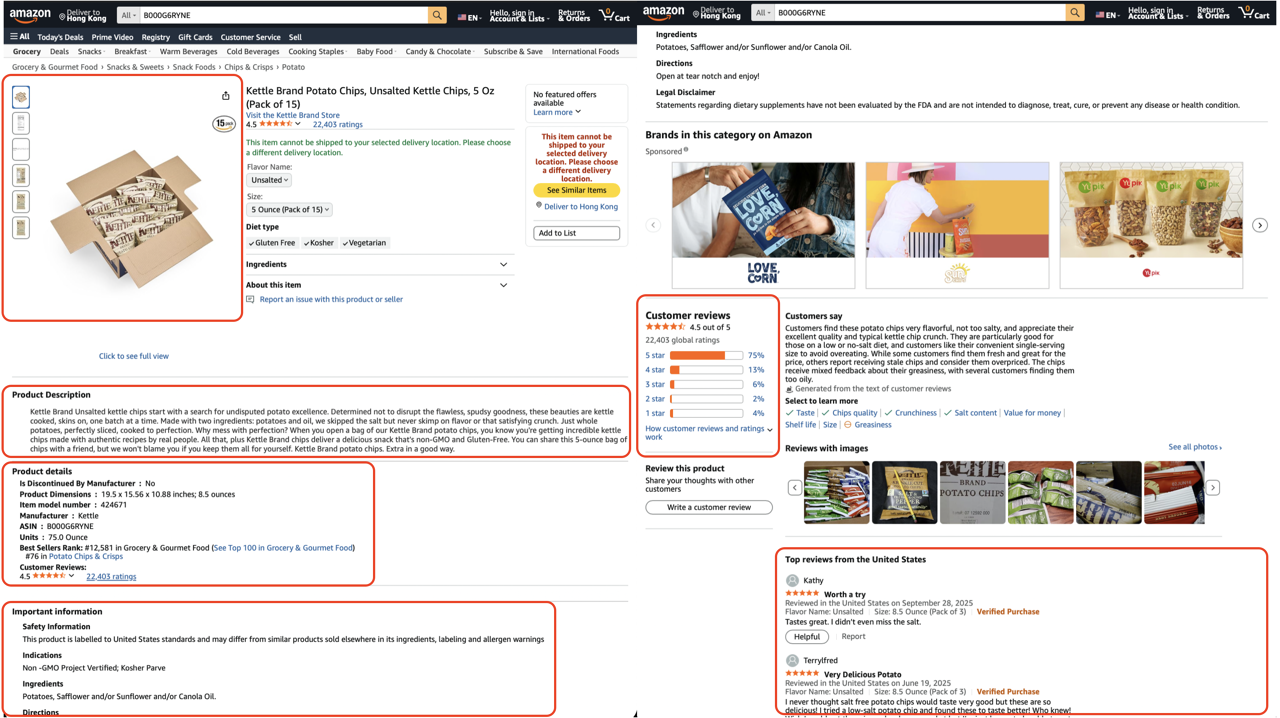 amazon
Deliver to
Hong Kong
All
B000G6RYNE
EN
Hello, sign in
Account & Lists
Returns
& Orders
0
Cart
All
Today's Deals
Prime Video
Registry
Gift Cards
Customer Service
Sell
Grocery
Deals
Snacks
Breakfast
Warm Beverages
Cold Beverages
Cooking Staples
Baby Food
Candy & Chocolate
Subscribe & Save
International Foods
Grocery & Gourmet Food › Snacks & Sweets › Snack Foods › Chips & Crisps › Potato
15 pack
Click to see full view
Kettle Brand Potato Chips, Unsalted Kettle Chips, 5 Oz
(Pack of 15)
Visit the Kettle Brand Store
4.5
22,403 ratings
This item cannot be shipped to your selected delivery location. Please choose
a different delivery location.
Flavor Name:
Unsalted
Size:
5 Ounce (Pack of 15)
Diet type
Gluten Free
Kosher
Vegetarian
Ingredients
About this item
Report an issue with this product or seller
No featured offers
available
Learn more
This item cannot be
shipped to your
selected delivery
location. Please choose
a different delivery
location.
See Similar Items
Deliver to Hong Kong
Add to List
Product Description
Kettle Brand Unsalted kettle chips start with a search for undisputed potato excellence. Determined not to disrupt the flawless, spudsy goodness, these beauties are kettle
cooked, skins on, one batch at a time. Made with two ingredients: potatoes and oil, we skipped the salt but never skimp on flavor or that satisfying crunch. Just whole
potatoes, perfectly sliced, cooked to perfection. Why mess with perfection? When you open a bag of our Kettle Brand potato chips, you know you're getting incredible kettle
chips made with authentic recipes by real people. All that, plus Kettle Brand chips deliver a delicious snack that's non-GMO and Gluten-Free. You can share this 5-ounce bag of
chips with a friend, but we won't blame you if you keep them all for yourself. Kettle Brand potato chips. Extra in a good way.
Product details
Is Discontinued By Manufacturer : No
Product Dimensions : 19.5 x 15.56 x 10.88 inches; 8.5 ounces
Item model number : 424671
Manufacturer : Kettle
ASIN : B000G6RYNE
Units : 75.0 Ounce
Best Sellers Rank: #12,581 in Grocery & Gourmet Food (See Top 100 in Grocery & Gourmet Food)
#76 in Potato Chips & Crisps
Customer Reviews:
4.5
22,403 ratings
Important information
Safety Information
This product is labelled to United States standards and may differ from similar products sold elsewhere in its ingredients, labeling and allergen warnings
Indications
Non -GMO Project Vertified; Kosher Parve
Ingredients
Potatoes, Safflower and/or Sunflower and/or Canola Oil.
Directions
amazon
Deliver to
Hong Kong
All
B000G6RYNE
EN
Hello, sign in
Account & Lists
Returns
& Orders
0
Cart
Ingredients
Potatoes, Safflower and/or Sunflower and/or Canola Oil.
Directions
Open at tear notch and enjoy!
Legal Disclaimer
Statements regarding dietary supplements have not been evaluated by the FDA and are not intended to diagnose, treat, cure, or prevent any disease or health condition.
Brands in this category on Amazon
Sponsored
LOVE,
CORN
LOVE,
CORN
Yupik
Customer reviews
4.5 out of 5
22,403 global ratings
5 star
75%
4 star
13%
3 star
6%
2 star
2%
1 star
4%
How customer reviews and ratings
work
Review this product
Share your thoughts with other
customers
Write a customer review
Customers say
Customers find these potato chips very flavorful, not too salty, and appreciate their
excellent quality and typical kettle chip crunch. They are particularly good for
those on a low or no-salt diet, and customers like their convenient single-serving
size to avoid overeating. While some customers find them fresh and great for the
price, others report receiving stale chips and consider them overpriced. The chips
receive mixed feedback about their greasiness, with several customers finding them
too oily.
Generated from the text of customer reviews
Select to learn more
Taste
Chips quality
Crunchiness
Salt content
Value for money
Shelf life
Size
Greasiness
Reviews with images
See all photos
KETTLE
BRAND
POTATO CHIPS
Top reviews from the United States
Kathy
Worth a try
Reviewed in the United States on September 28, 2025
Flavor Name: Unsalted
Size: 8.5 Ounce (Pack of 3)
Verified Purchase
Tastes great. I didn't even miss the salt.
Helpful
Report
Terrylfred
Very Delicious Potato
Reviewed in the United States on June 19, 2025
Flavor Name: Unsalted
Size: 8.5 Ounce (Pack of 3)
Verified Purchase
I never thought salt free potato chips would taste very good but these are so
delicious! I tried a low-salt potato chip and found these to taste better! Who knew!